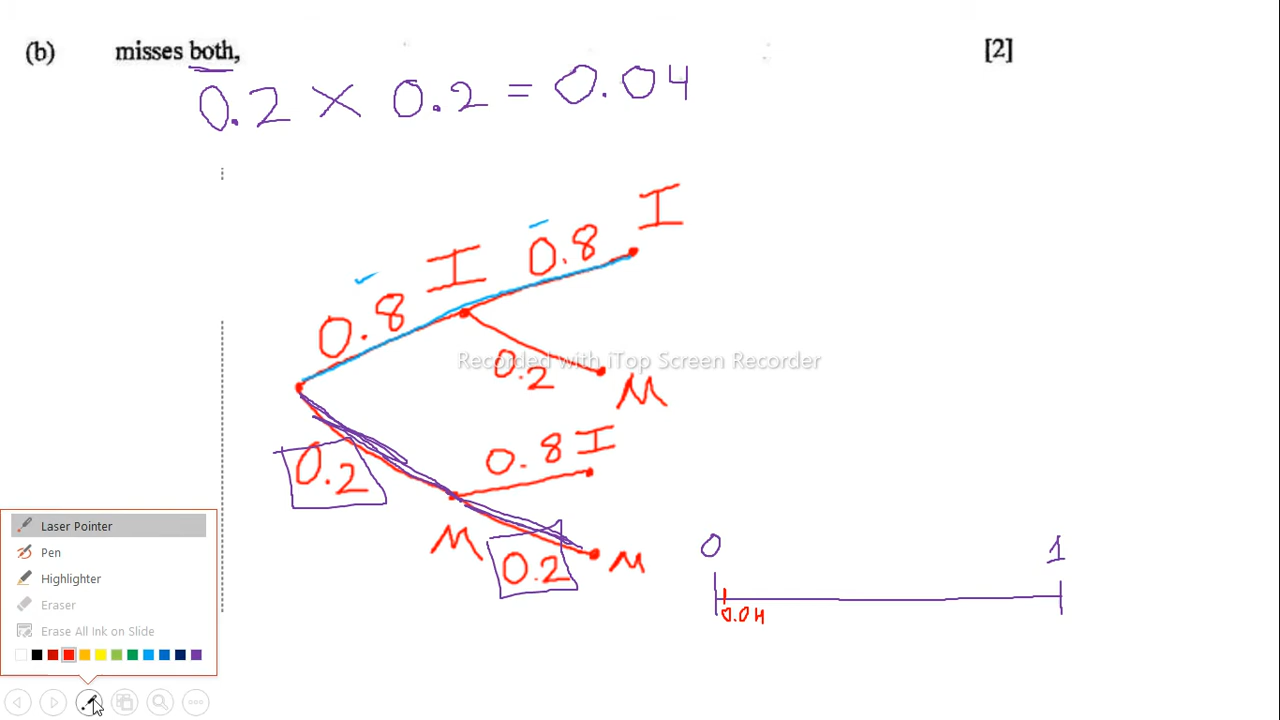 (b) misses both, [2]
0.2 × 0.2 = 0.04
I
0.8
I
0.8
Recorded with iTop Screen Recorder
0.2
M
0.8 I
0.2
M
0.2
M
0 1
0.04
Laser Pointer
Pen
Highlighter
Eraser
Erase All Ink on Slide